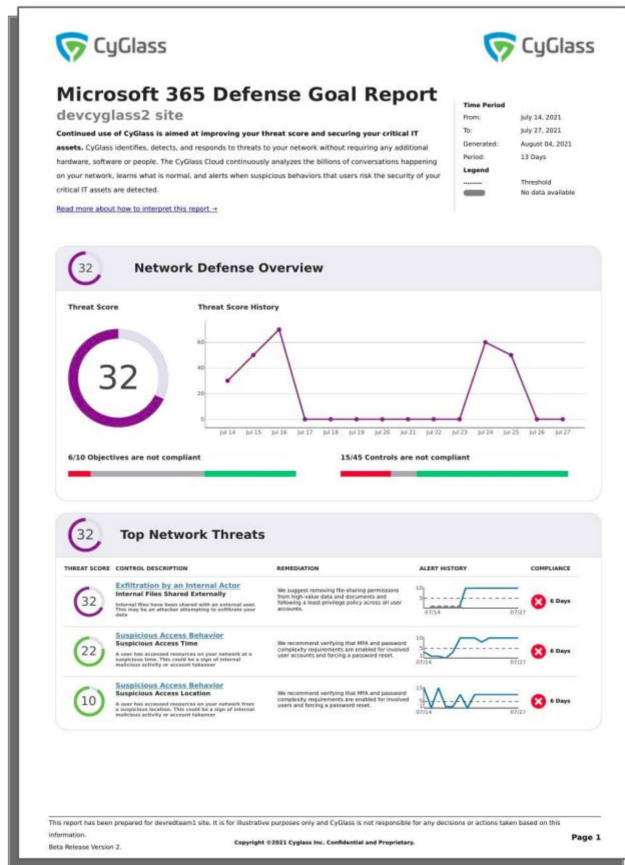 CyGlass
CyGlass
Microsoft 365 Defense Goal Report
devcyglass2 site
Continued use of CyGlass is aimed at improving your threat score and securing your critical IT
assets. CyGlass identifies, detects, and responds to threats to your network without requiring any additional
hardware, software or people. The CyGlass Cloud continuously analyzes the billions of conversations happening
on your network, learns what is normal, and alerts when suspicious behaviors that users risk the security of your
critical IT assets are detected.
Read more about how to interpret this report →
Time Period
From: July 14, 2021
To: July 27, 2021
Generated: August 04, 2021
Period: 13 Days
Legend
Threshold
No data available
32 Network Defense Overview
Threat Score
Threat Score History
32
60
40
20
0
Jul 14 Jul 15 Jul 16 Jul 17 Jul 18 Jul 19 Jul 20 Jul 21 Jul 22 Jul 23 Jul 24 Jul 25 Jul 26 Jul 27
6/10 Objectives are not compliant
15/45 Controls are not compliant
32 Top Network Threats
THREAT SCORE CONTROL DESCRIPTION REMEDIATION ALERT HISTORY COMPLIANCE
32
Exfiltration by an Internal Actor
Internal Files Shared Externally
Internal files have been shared with an external user.
This may be an attacker attempting to exfiltrate your
data
We suggest removing file-sharing permissions
from high-value data and documents and
following a least-privilege policy across all user
accounts.
10
5
07/14 07/27
6 Days
22
Suspicious Access Behavior
Suspicious Access Time
A user has accessed resources on your network at a
suspicious time. This could be a sign of internal
malicious activity or account takeover
We recommend verifying that MFA and password
complexity requirements are enabled for involved
user accounts and forcing a password reset.
10
5
07/14 07/27
6 Days
10
Suspicious Access Behavior
Suspicious Access Location
A user has accessed resources on your network from
a suspicious location. This could be a sign of internal
malicious activity or account takeover
We recommend verifying that MFA and password
complexity requirements are enabled for involved
users and forcing a password reset.
07/14 07/27
6 Days
This report has been prepared for devredteam1 site. It is for illustrative purposes only and CyGlass is not responsible for any decisions or actions taken based on this
information.
Beta Release Version 2.
Copyright ©2021 Cyglass Inc. Confidential and Proprietary.
Page 1